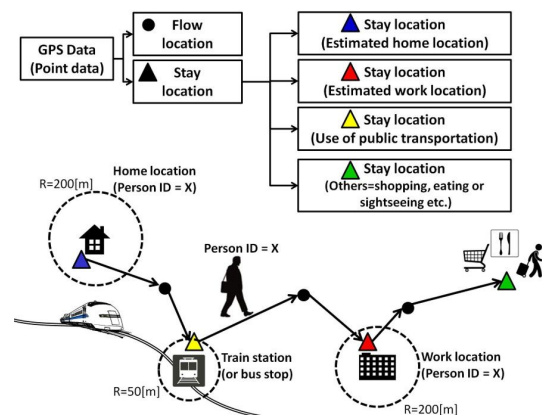 GPS Data
(Point data)
Flow
location
Stay
location
Stay location
(Estimated home location)
Stay location
(Estimated work location)
Stay location
(Use of public transportation)
Stay location
(Others=shopping, eating or
sightseeing etc.)
Home location
(Person ID = X)
R=200[m]
Person ID = X
Train station
(or bus stop)
R=50[m]
Work location
(Person ID = X)
R=200[m]